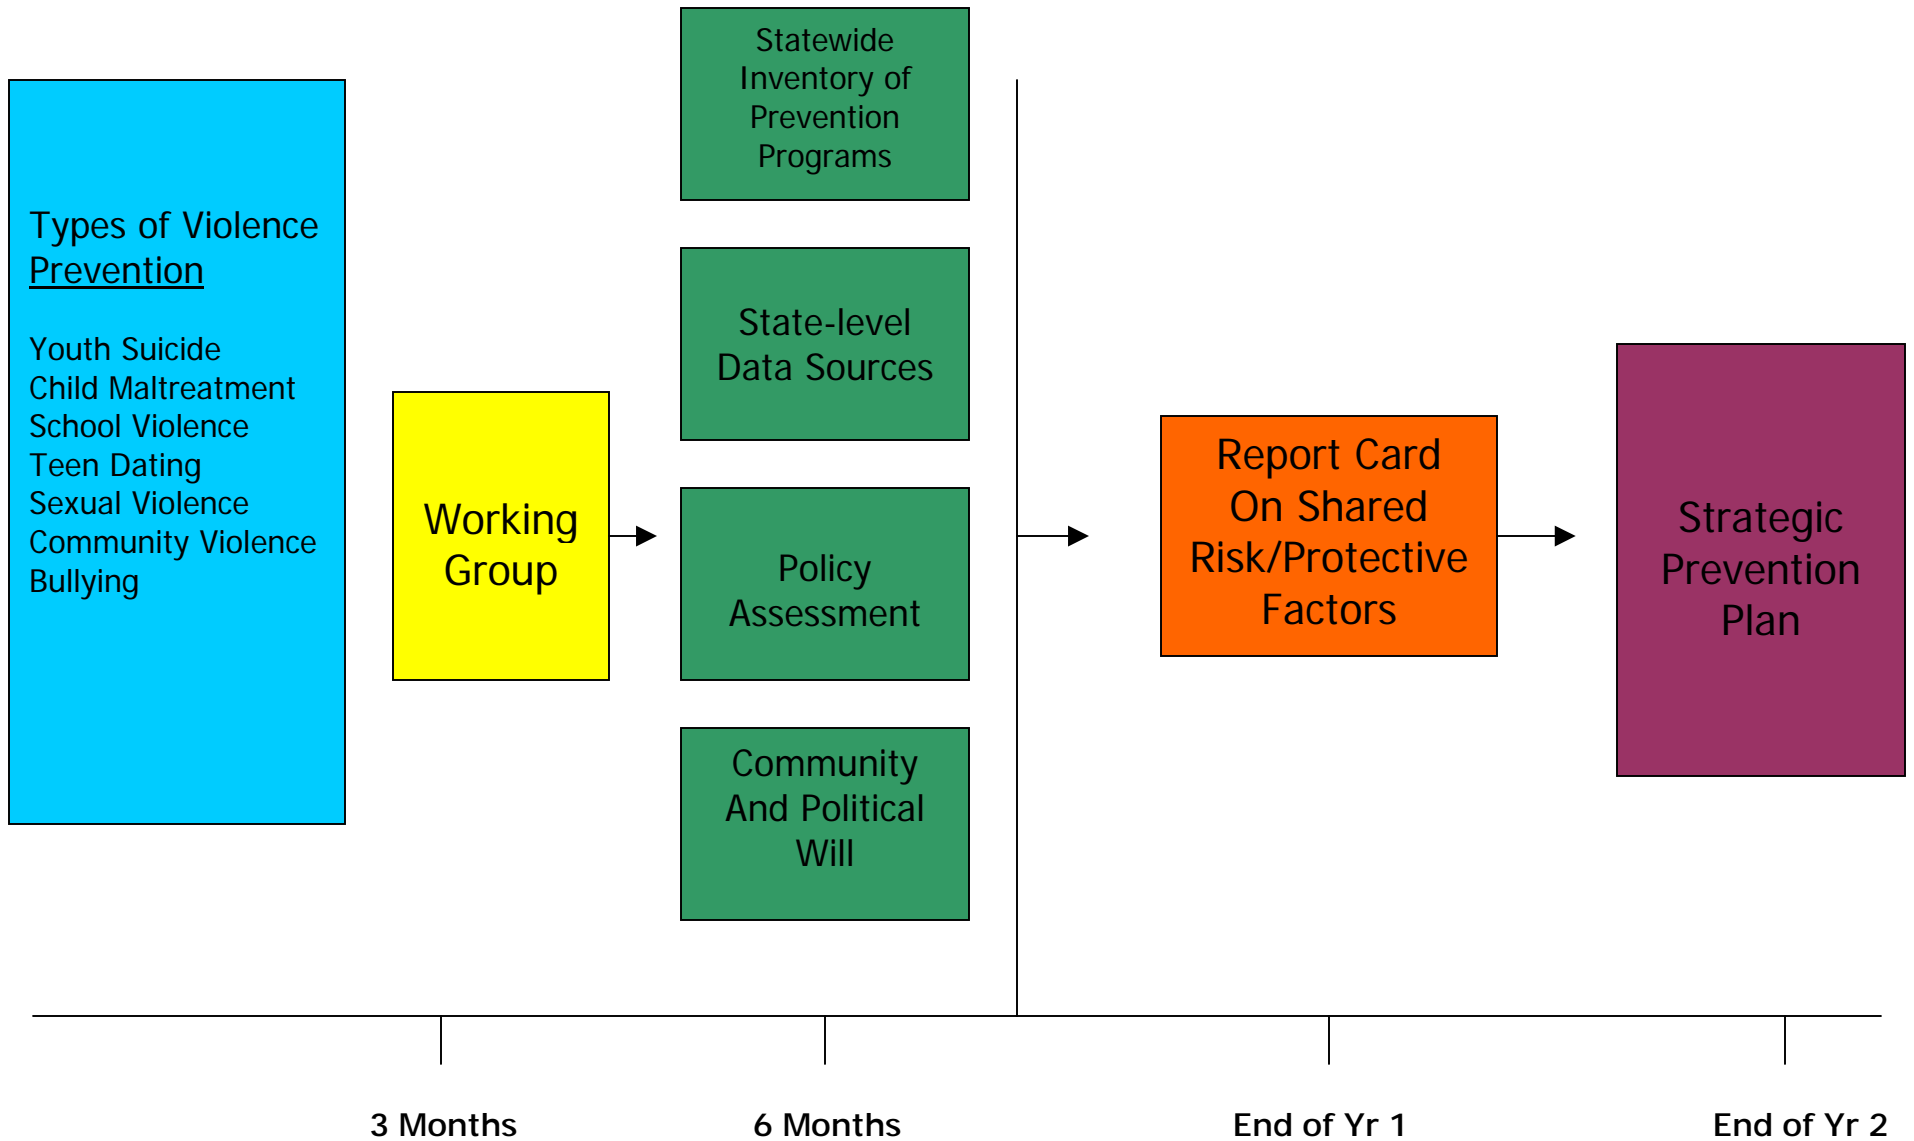 Types of Violence
Prevention
Youth Suicide
Child Maltreatment
School Violence
Teen Dating
Sexual Violence
Community Violence
Bullying
Working
Group
Statewide
Inventory of
Prevention
Programs
State-level
Data Sources
Policy
Assessment
Community
And Political
Will
Report Card
On Shared
Risk/Protective
Factors
Strategic
Prevention
Plan
3 Months
6 Months
End of Yr 1
End of Yr 2